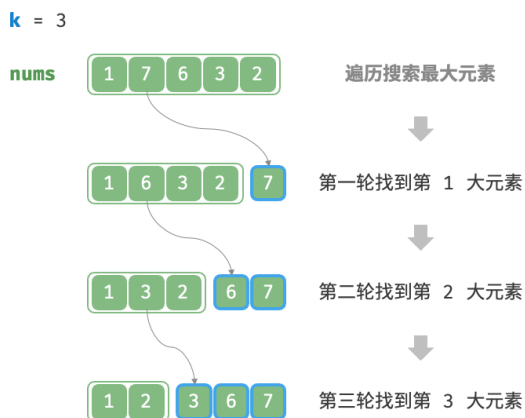 k = 3
nums 1 7 6 3 2 遍历搜索最大元素
1 6 3 2 7 第一轮找到第 1 大元素
1 3 2 6 7 第二轮找到第 2 大元素
1 2 3 6 7 第三轮找到第 3 大元素